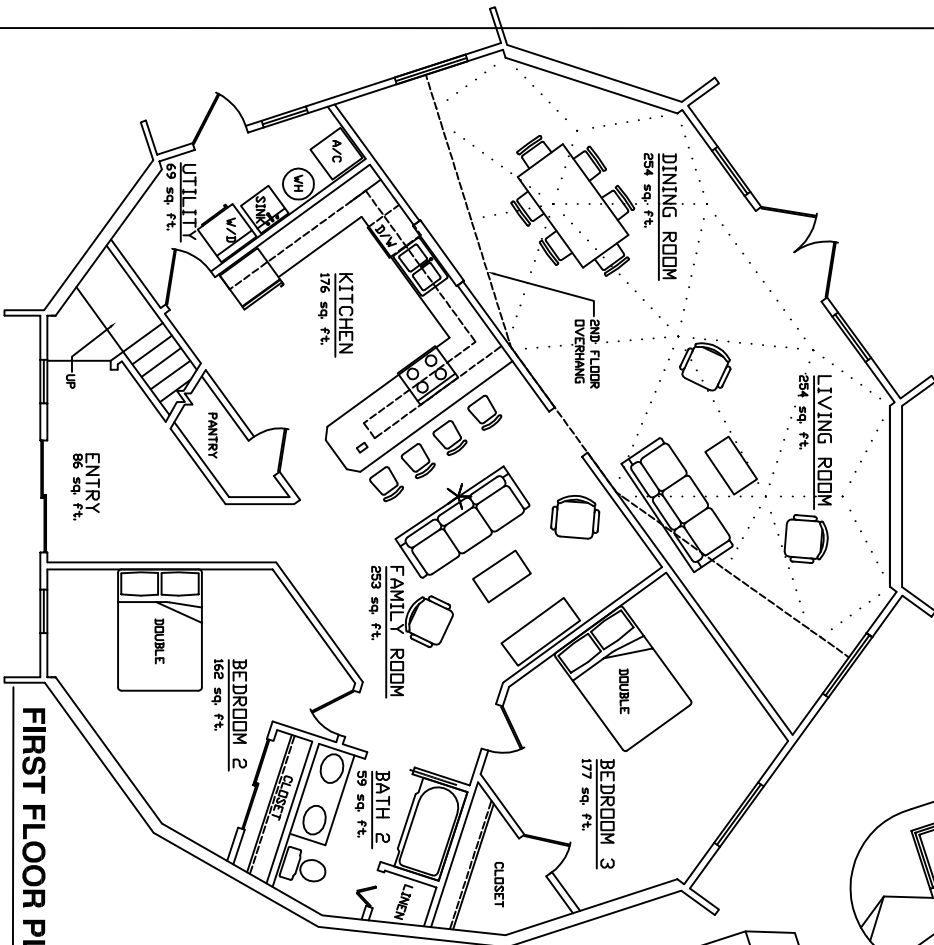 DINING ROOM
254 sq. ft.
LIVING ROOM
254 sq. ft.
2ND FLOOR
OVERHANG
KITCHEN
176 sq. ft.
D/W
A/C
WH
SINK
W/D
UTILITY
69 sq. ft.
UP
PANTRY
ENTRY
86 sq. ft.
FAMILY ROOM
253 sq. ft.
BEDROOM 2
162 sq. ft.
DOUBLE
CLOSET
BATH 2
59 sq. ft.
LINEN
BEDROOM 3
177 sq. ft.
DOUBLE
CLOSET
FIRST FLOOR